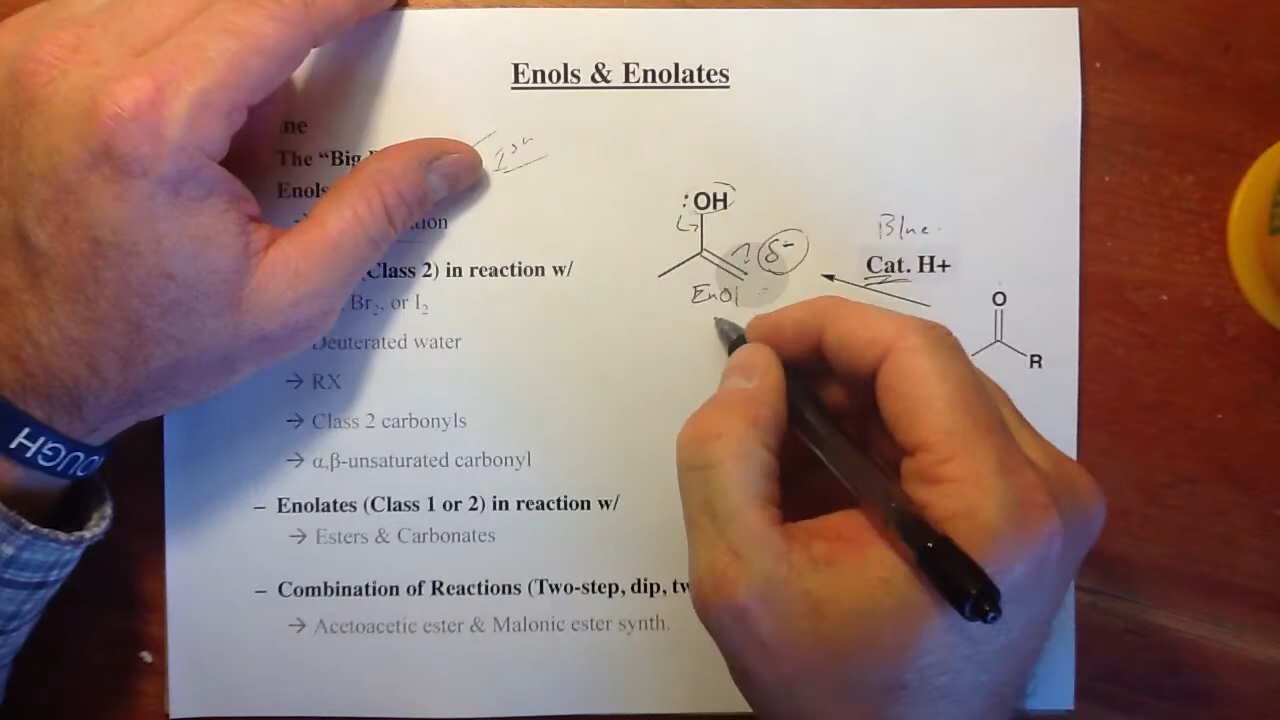 Enols & Enolates
The "Big
Enols
(Class 2) in reaction w/
Br₂, or I₂
Deuterated water
→ RX
→ Class 2 carbonyls
→ α,β-unsaturated carbonyl
– Enolates (Class 1 or 2) in reaction w/
→ Esters & Carbonates
– Combination of Reactions (Two-step, dip, tw
→ Acetoacetic ester & Malonic ester synth.
:OH
δ-
Enol
Blue.
Cat. H+
O
R